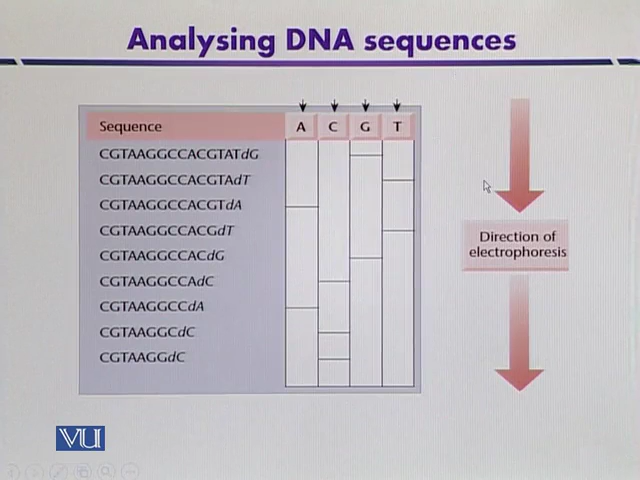 Analysing DNA sequences
Sequence A C G T
CGTAAGGCCACGTATdG
CGTAAGGCCACGTAdT
CGTAAGGCCACGTdA
CGTAAGGCCACGdT
CGTAAGGCCACdG
CGTAAGGCCAdC
CGTAAGGCCdA
CGTAAGGCdC
CGTAAGGdC
Direction of
electrophoresis
VU